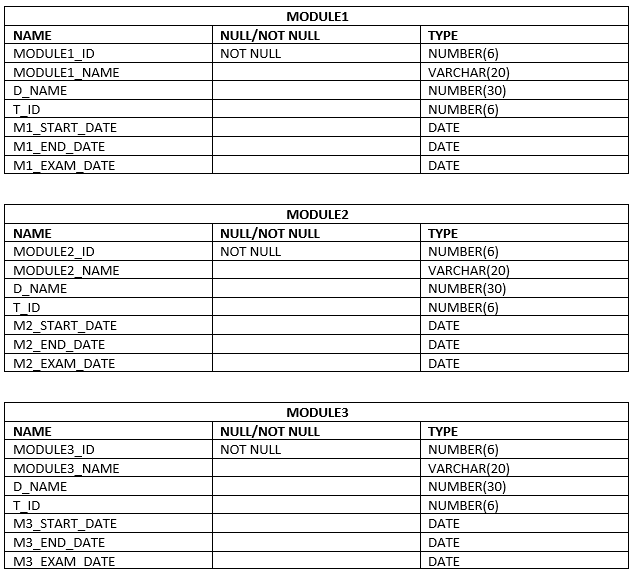 MODULE1
NAME NULL/NOT NULL TYPE
MODULE1_ID NOT NULL NUMBER(6)
MODULE1_NAME VARCHAR(20)
D_NAME NUMBER(30)
T_ID NUMBER(6)
M1_START_DATE DATE
M1_END_DATE DATE
M1_EXAM_DATE DATE
MODULE2
NAME NULL/NOT NULL TYPE
MODULE2_ID NOT NULL NUMBER(6)
MODULE2_NAME VARCHAR(20)
D_NAME NUMBER(30)
T_ID NUMBER(6)
M2_START_DATE DATE
M2_END_DATE DATE
M2_EXAM_DATE DATE
MODULE3
NAME NULL/NOT NULL TYPE
MODULE3_ID NOT NULL NUMBER(6)
MODULE3_NAME VARCHAR(20)
D_NAME NUMBER(30)
T_ID NUMBER(6)
M3_START_DATE DATE
M3_END_DATE DATE
M3_EXAM_DATE DATE